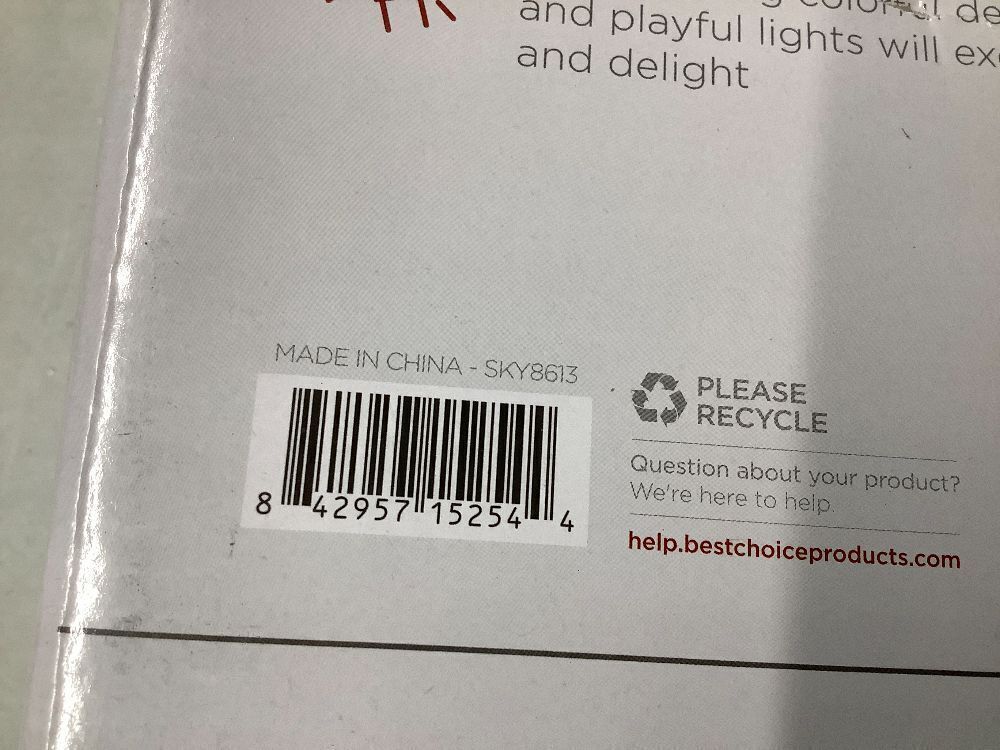 and playful lights will
and delight
MADE IN CHINA - SKY8613
8 42957 15254 4
PLEASE
RECYCLE
Question about your product?
We're here to help.
help.bestchoiceproducts.com